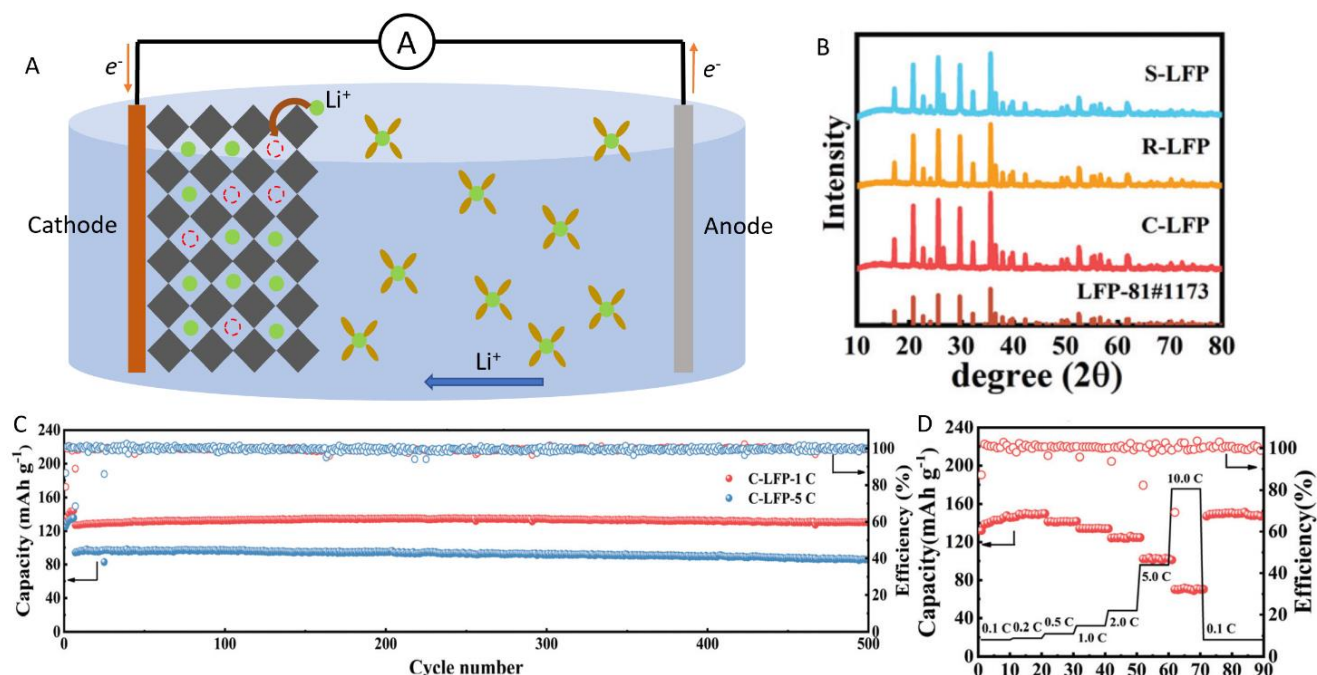 A
e-
A
e-
Li+
Cathode
Anode
Li+
B
Intensity
S-LFP
R-LFP
C-LFP
LFP-81#1173
10 20 30 40 50 60 70 80
degree (2θ)
C
Capacity (mAh g-1)
240
200
160
120
80
40
0
C-LFP-1 C
C-LFP-5 C
100
80
60
40
20
0
Efficiency (%)
0 100 200 300 400 500
Cycle number
D
Capacity(mAh g-1)
240
200
160
120
80
40
0
0.1 C 0.2 C 0.5 C 1.0 C 2.0 C 5.0 C 10.0 C 0.1 C
100
80
60
40
20
0
Efficiency(%)
0 10 20 30 40 50 60 70 80 90